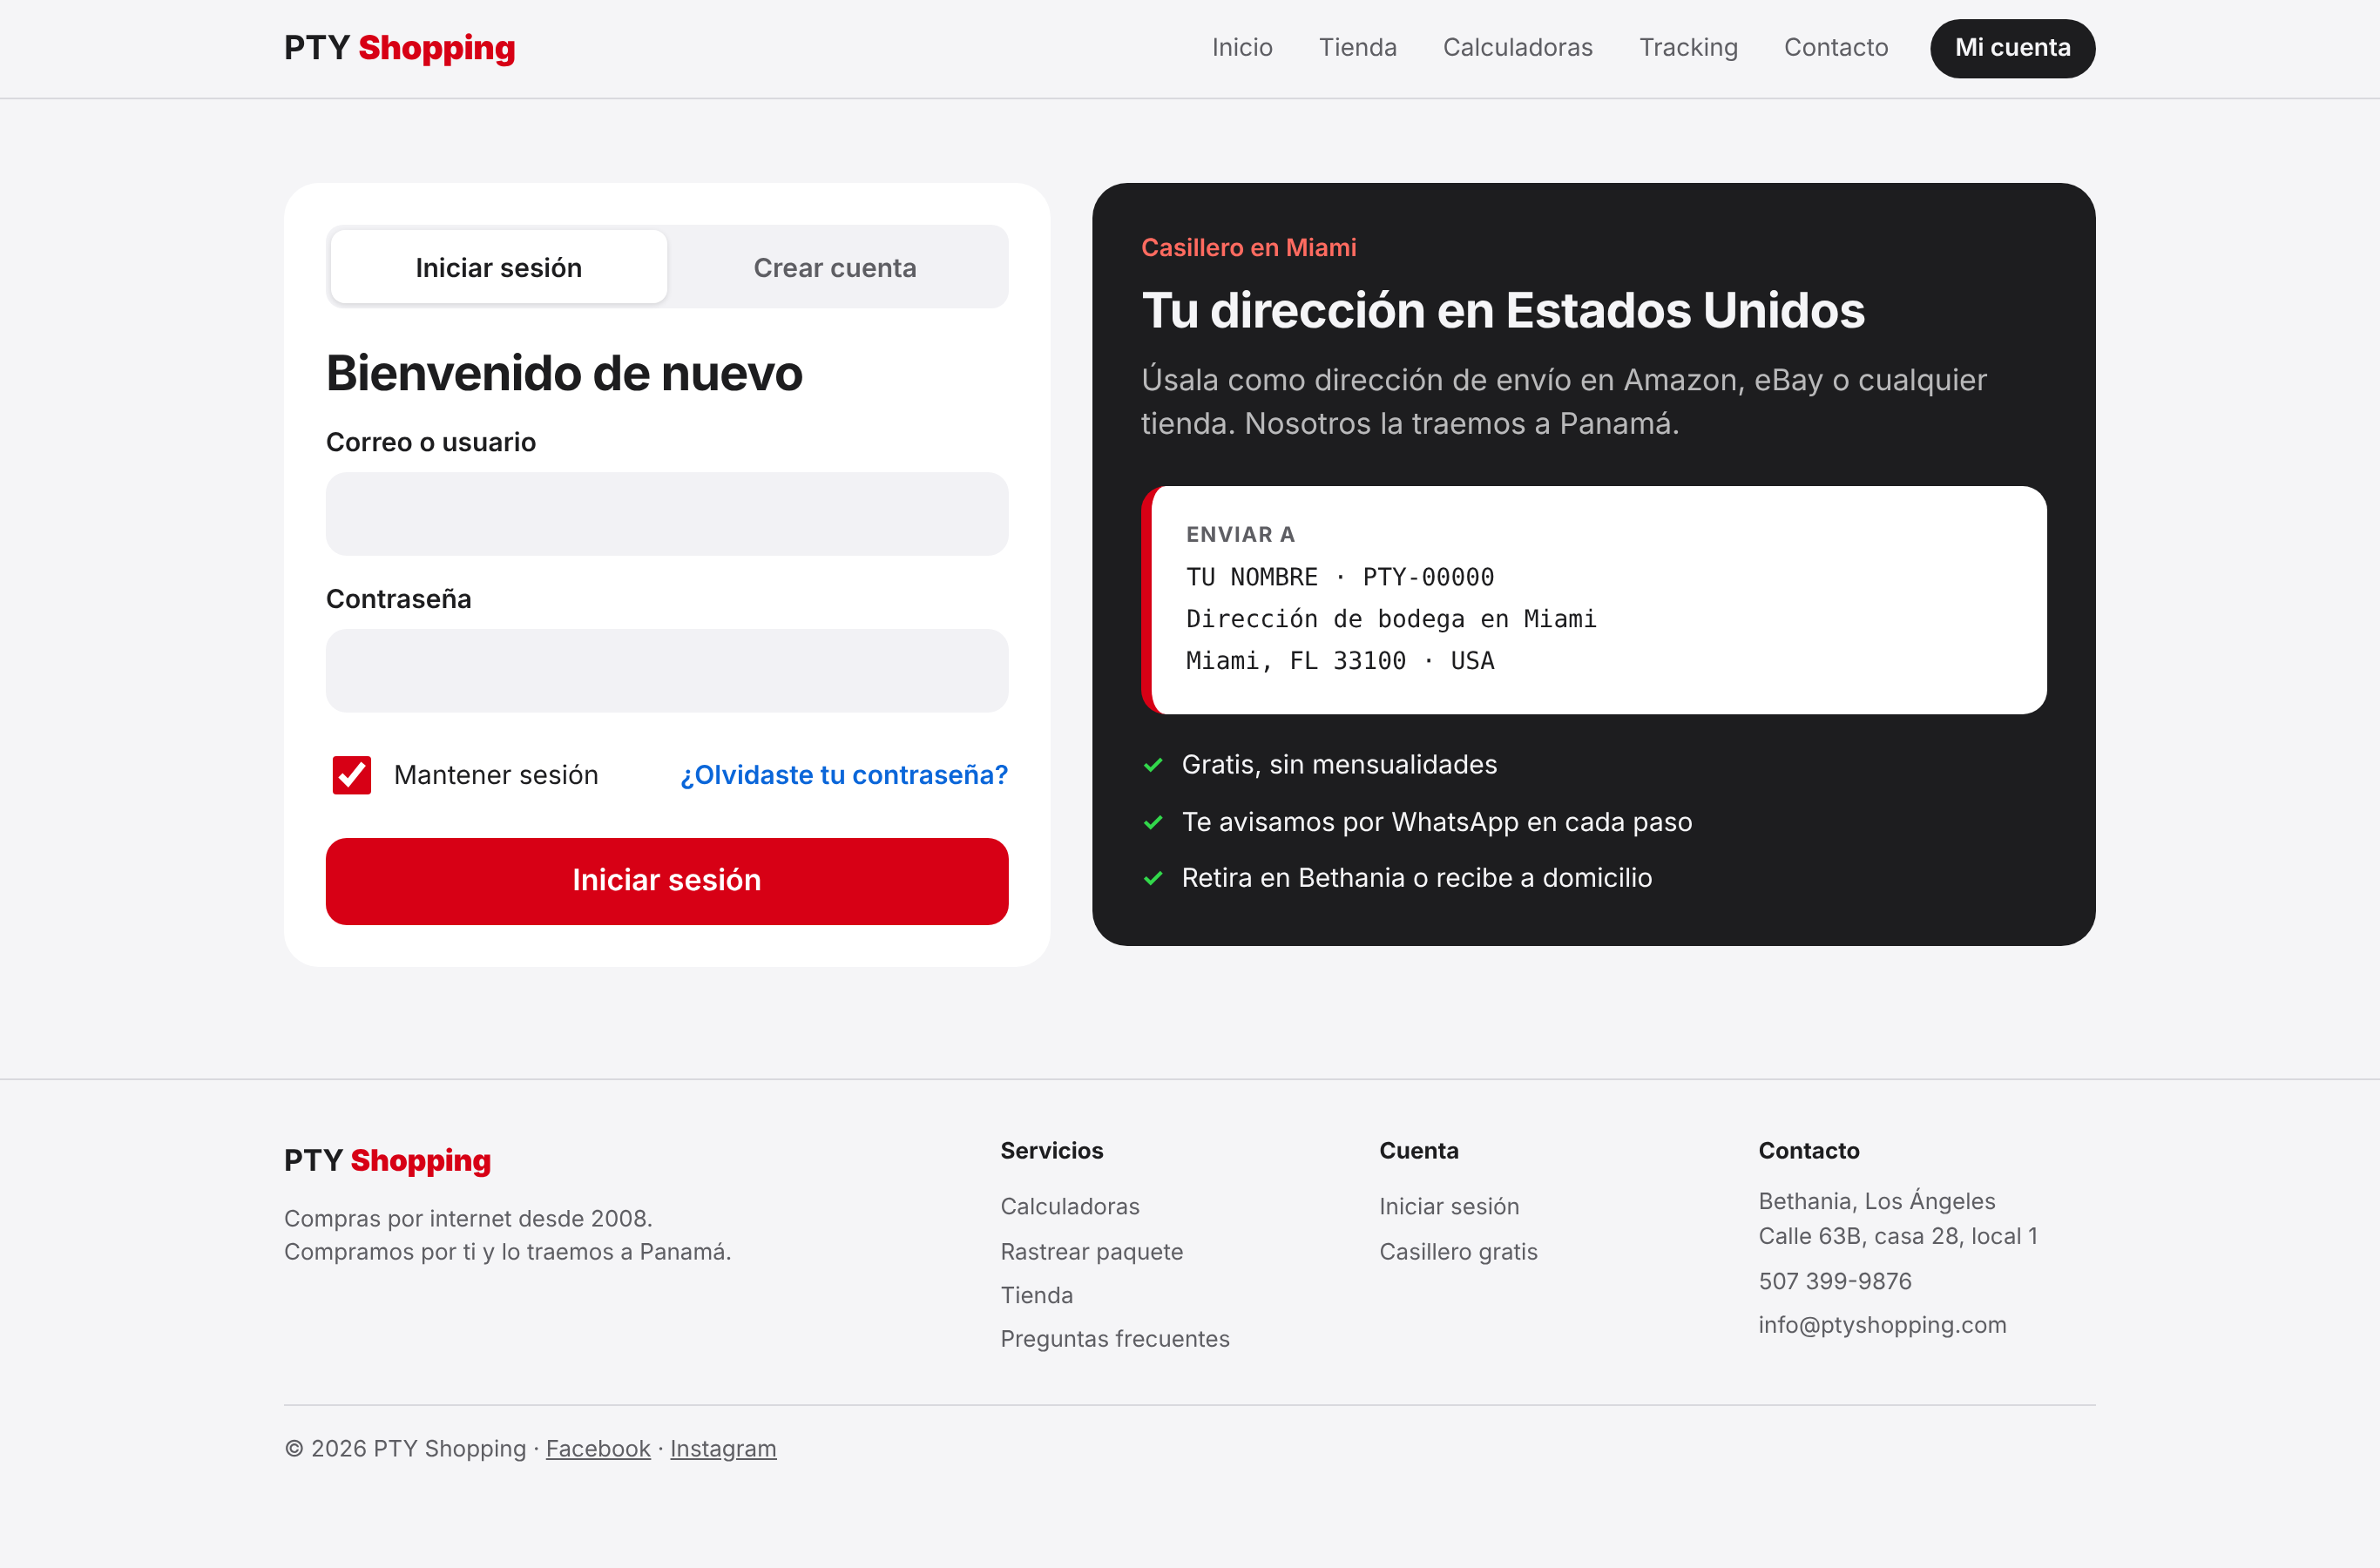 PTY Shopping
Inicio
Tienda
Calculadoras
Tracking
Contacto
Mi cuenta
Iniciar sesión
Crear cuenta
Bienvenido de nuevo
Correo o usuario
Contraseña
Mantener sesión
¿Olvidaste tu contraseña?
Iniciar sesión
Casillero en Miami
Tu dirección en Estados Unidos
Úsala como dirección de envío en Amazon, eBay o cualquier
tienda. Nosotros la traemos a Panamá.
ENVIAR A
TU NOMBRE · PTY-00000
Dirección de bodega en Miami
Miami, FL 33100 · USA
Gratis, sin mensualidades
Te avisamos por WhatsApp en cada paso
Retira en Bethania o recibe a domicilio
PTY Shopping
Compras por internet desde 2008.
Compramos por ti y lo traemos a Panamá.
Servicios
Calculadoras
Rastrear paquete
Tienda
Preguntas frecuentes
Cuenta
Iniciar sesión
Casillero gratis
Contacto
Bethania, Los Ángeles
Calle 63B, casa 28, local 1
507 399-9876
info@ptyshopping.com
© 2026 PTY Shopping · Facebook · Instagram